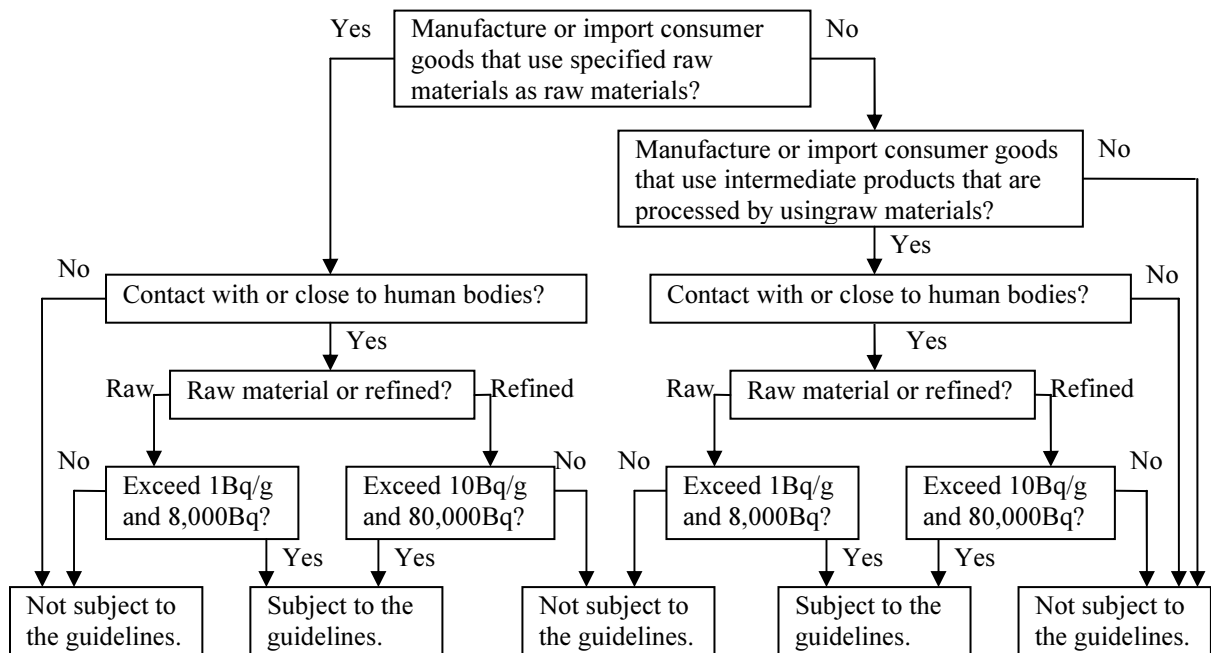 Yes
Manufacture or import consumer
goods that use specified raw
materials as raw materials?
No
Manufacture or import consumer goods
that use intermediate products that are
processed by usingraw materials?
No
Yes
No
Contact with or close to human bodies?
Contact with or close to human bodies?
No
Yes
Yes
Raw
Raw material or refined?
Refined
Raw
Raw material or refined?
Refined
No
Exceed 1Bq/g
and 8,000Bq?
Exceed 10Bq/g
and 80,000Bq?
No
No
Exceed 1Bq/g
and 8,000Bq?
Exceed 10Bq/g
and 80,000Bq?
No
Yes
Yes
Yes
Yes
Not subject to
the guidelines.
Subject to the
guidelines.
Not subject to
the guidelines.
Subject to the
guidelines.
Not subject to
the guidelines.